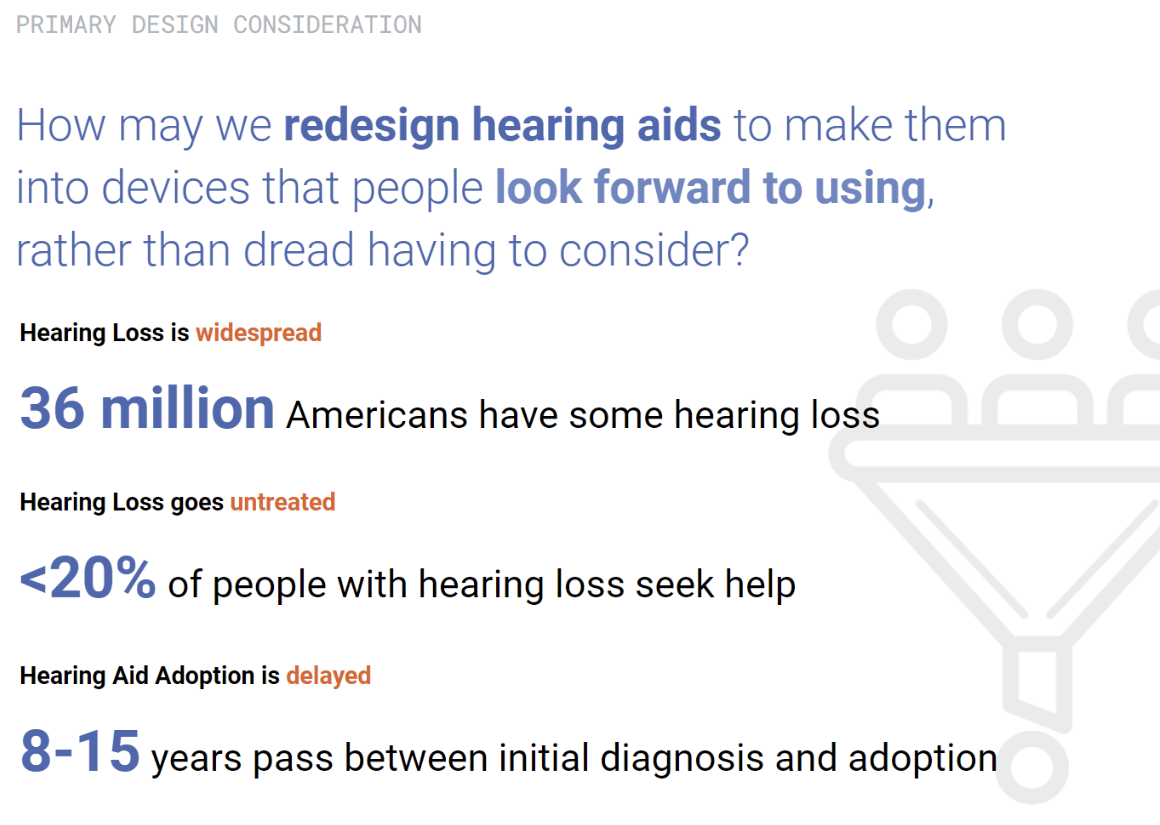 PRIMARY DESIGN CONSIDERATION
How may we redesign hearing aids to make them
into devices that people look forward to using,
rather than dread having to consider?
Hearing Loss is widespread
36 million Americans have some hearing loss
Hearing Loss goes untreated
<20% of people with hearing loss seek help
Hearing Aid Adoption is delayed
8-15 years pass between initial diagnosis and adoption